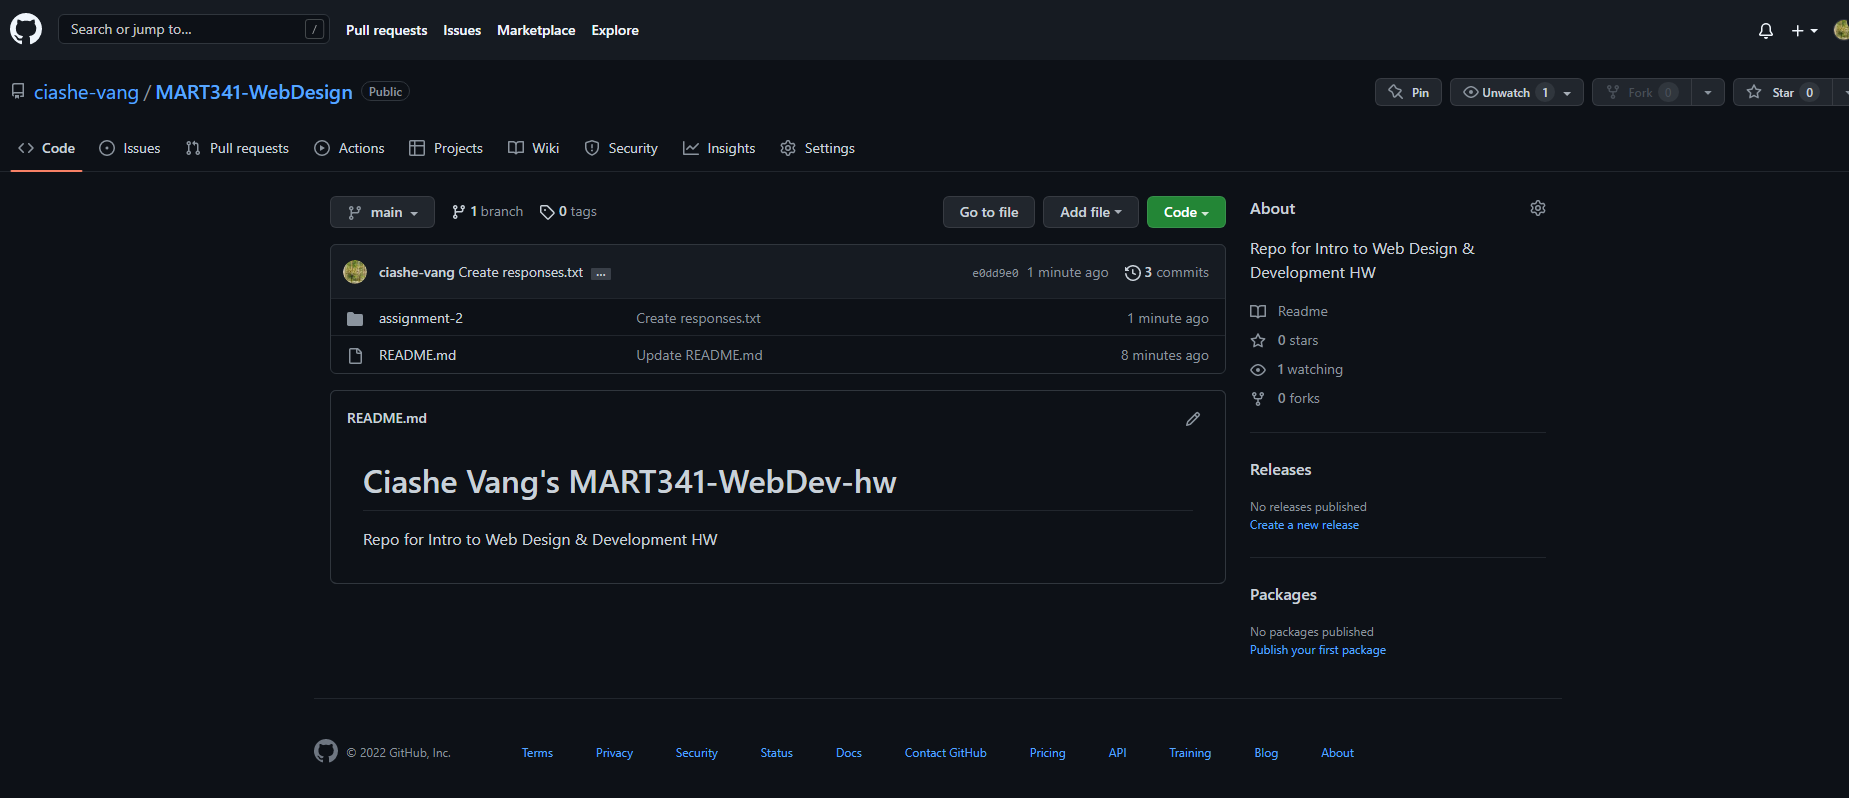 Search or jump to... /
Pull requests Issues Marketplace Explore
ciashe-vang / MART341-WebDesign Public
Pin Unwatch 1 Fork 0 Star 0
Code Issues Pull requests Actions Projects Wiki Security Insights Settings
main 1 branch 0 tags Go to file Add file Code
ciashe-vang Create responses.txt ... e0dd9e0 1 minute ago 3 commits
assignment-2 Create responses.txt 1 minute ago
README.md Update README.md 8 minutes ago
README.md
Ciashe Vang's MART341-WebDev-hw
Repo for Intro to Web Design & Development HW
About
Repo for Intro to Web Design &
Development HW
Readme
0 stars
1 watching
0 forks
Releases
No releases published
Create a new release
Packages
No packages published
Publish your first package
© 2022 GitHub, Inc. Terms Privacy Security Status Docs Contact GitHub Pricing API Training Blog About